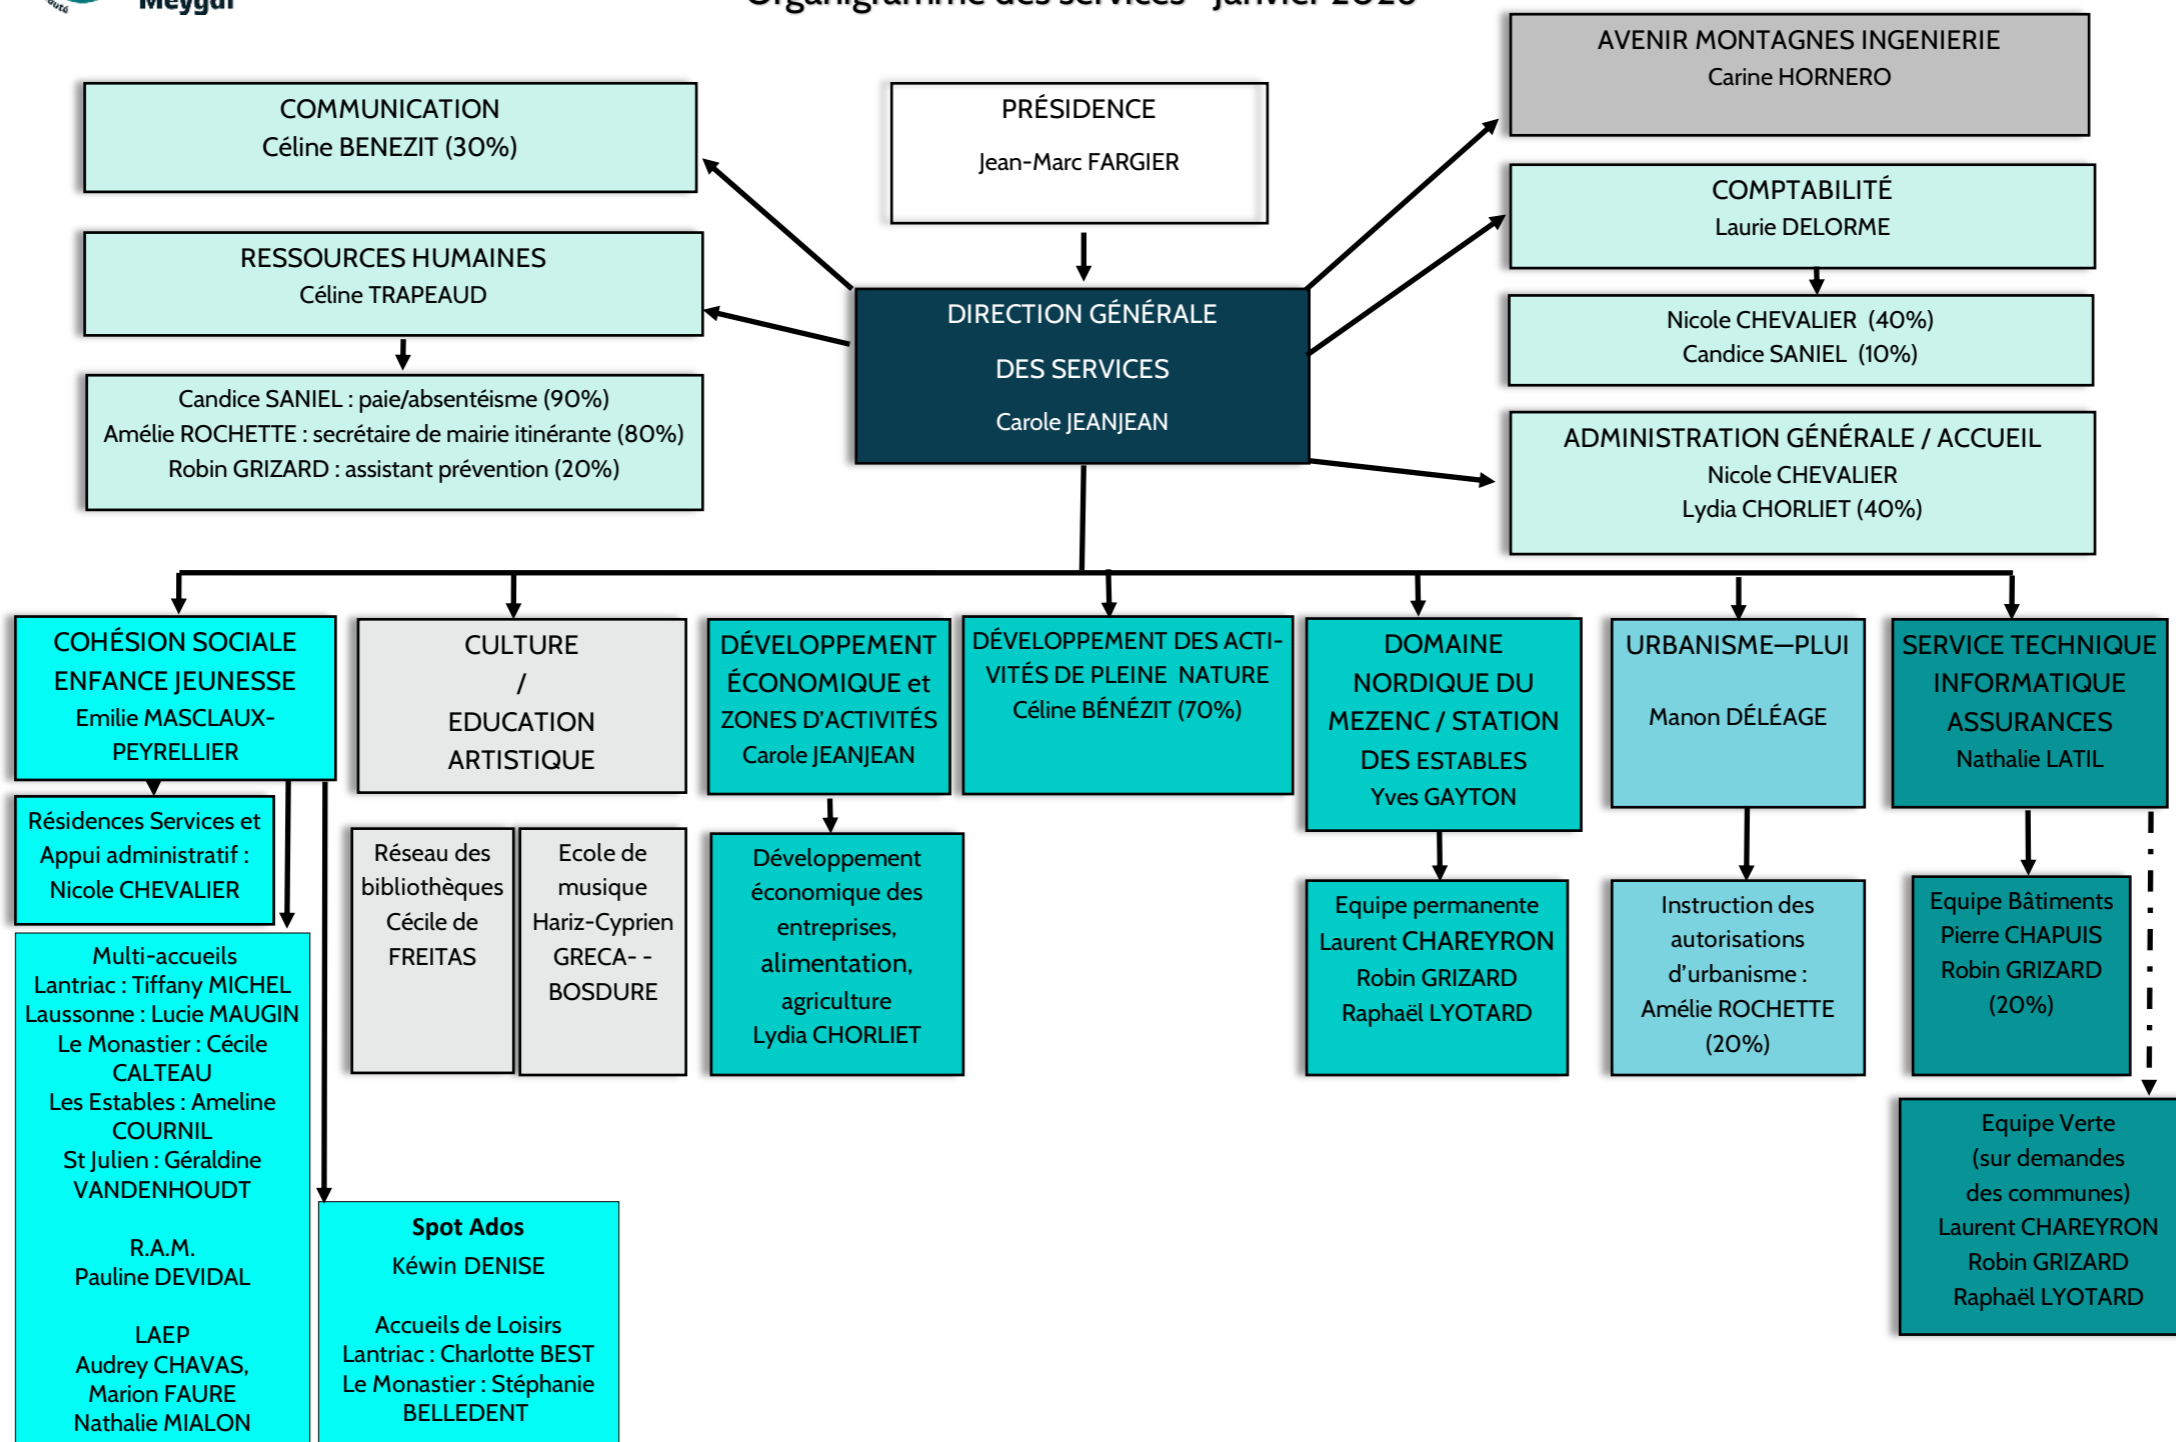 Meygal
Organigramme des services - janvier 2026
AVENIR MONTAGNES INGENIERIE
Carine HORNERO
COMMUNICATION
Céline BENEZIT (30%)
PRÉSIDENCE
Jean-Marc FARGIER
COMPTABILITÉ
Laurie DELORME
RESSOURCES HUMAINES
Céline TRAPEAUD
Nicole CHEVALIER (40%)
Candice SANIEL (10%)
DIRECTION GÉNÉRALE
DES SERVICES
Carole JEANJEAN
Candice SANIEL : paie/absentéisme (90%)
Amélie ROCHETTE : secrétaire de mairie itinérante (80%)
Robin GRIZARD : assistant prévention (20%)
ADMINISTRATION GÉNÉRALE / ACCUEIL
Nicole CHEVALIER
Lydia CHORLIET (40%)
COHÉSION SOCIALE
ENFANCE JEUNESSE
Emilie MASCLAUX-
PEYRELLIER
CULTURE
/
EDUCATION
ARTISTIQUE
DÉVELOPPEMENT
ÉCONOMIQUE et
ZONES D'ACTIVITÉS
Carole JEANJEAN
DÉVELOPPEMENT DES ACTI-
VITÉS DE PLEINE NATURE
Céline BÉNÉZIT (70%)
DOMAINE
NORDIQUE DU
MEZENC / STATION
DES ESTABLES
Yves GAYTON
URBANISME—PLUI
Manon DÉLÉAGE
SERVICE TECHNIQUE
INFORMATIQUE
ASSURANCES
Nathalie LATIL
Résidences Services et
Appui administratif :
Nicole CHEVALIER
Réseau des
bibliothèques
Cécile de
FREITAS
Ecole de
musique
Hariz-Cyprien
GRECA- -
BOSDURE
Développement
économique des
entreprises,
alimentation,
agriculture
Lydia CHORLIET
Equipe permanente
Laurent CHAREYRON
Robin GRIZARD
Raphaël LYOTARD
Instruction des
autorisations
d'urbanisme :
Amélie ROCHETTE
(20%)
Equipe Bâtiments
Pierre CHAPUIS
Robin GRIZARD
(20%)
Multi-accueils
Lantriac : Tiffany MICHEL
Laussonne : Lucie MAUGIN
Le Monastier : Cécile
CALTEAU
Les Estables : Ameline
COURNIL
St Julien : Géraldine
VANDENHOUDT
R.A.M.
Pauline DEVIDAL
LAEP
Audrey CHAVAS,
Marion FAURE
Nathalie MIALON
Spot Ados
Kéwin DENISE
Accueils de Loisirs
Lantriac : Charlotte BEST
Le Monastier : Stéphanie
BELLEDENT
Equipe Verte
(sur demandes
des communes)
Laurent CHAREYRON
Robin GRIZARD
Raphaël LYOTARD